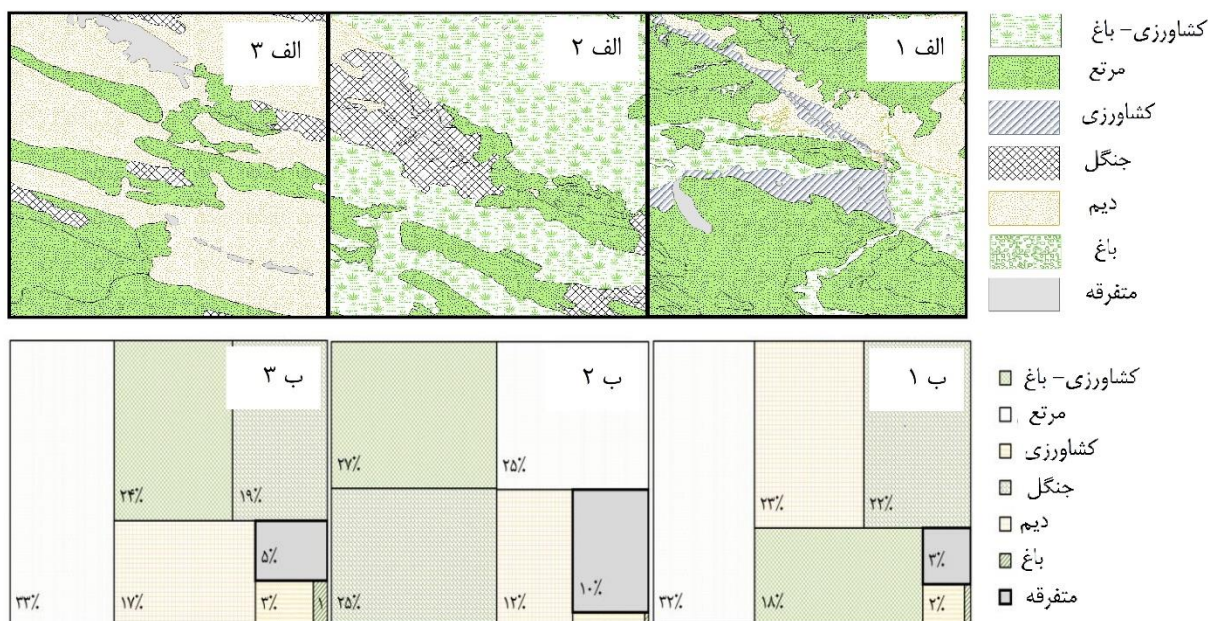 الف ۱
الف ۲
الف ۳
کشاورزی- باغ
مرتع
کشاورزی
جنگل
دیم
باغ
متفرقه
ب ۱
۲۲٪
۲۳٪
۳٪
۲٪
۱۸٪
۳۲٪
ب ۲
۲۵٪
۲۷٪
۱۰٪
۱۲٪
۲۵٪
ب ۳
۱۹٪
۲۴٪
۵٪
۱
۳٪
۱۷٪
۳۳٪
کشاورزی- باغ
مرتع
کشاورزی
جنگل
دیم
باغ
متفرقه